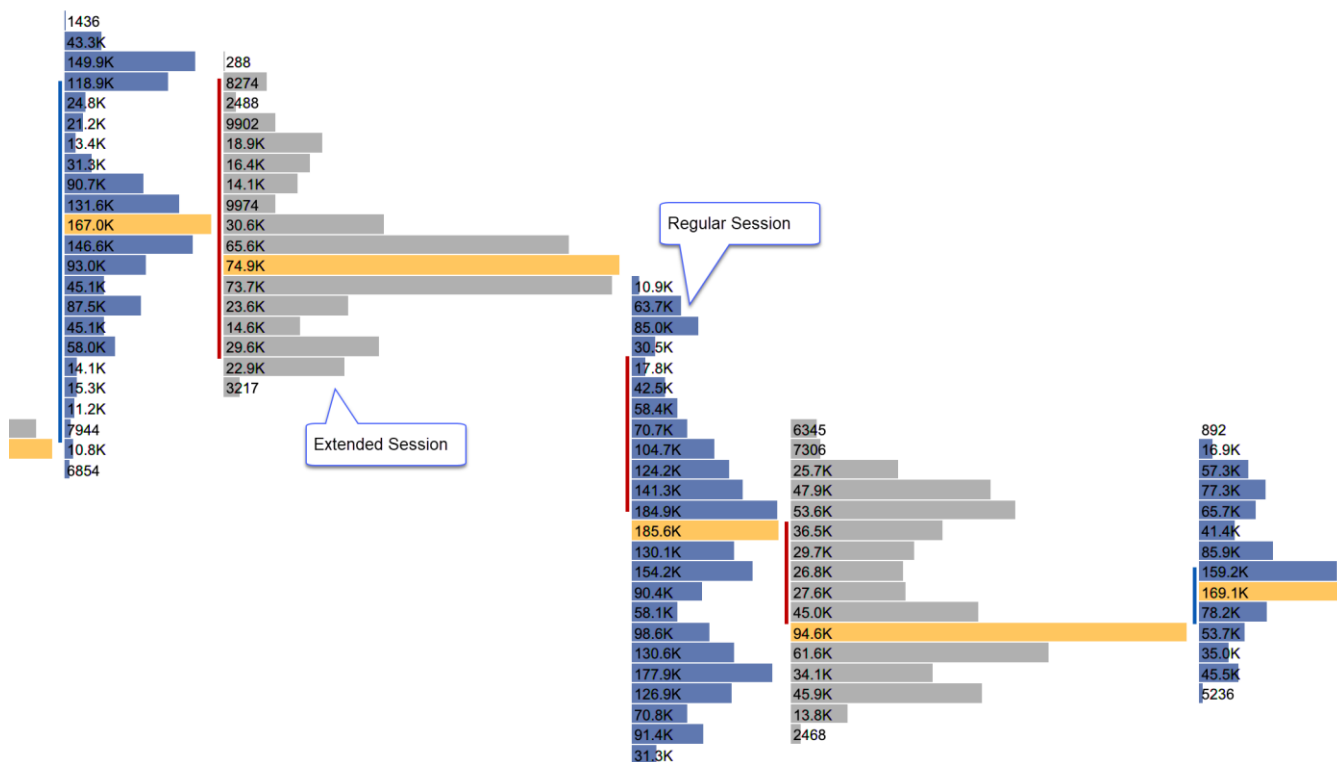 1436
43.3K
149.9K
118.9K
24.8K
21.2K
13.4K
31.3K
90.7K
131.6K
167.0K
146.6K
93.0K
45.1K
87.5K
45.1K
58.0K
14.1K
15.3K
11.2K
7944
10.8K
6854
288
8274
2488
9902
18.9K
16.4K
14.1K
9974
30.6K
65.6K
74.9K
73.7K
23.6K
14.6K
29.6K
22.9K
3217
Extended Session
Regular Session
10.9K
63.7K
85.0K
30.5K
17.8K
42.5K
58.4K
70.7K
104.7K
124.2K
141.3K
184.9K
185.6K
130.1K
154.2K
90.4K
58.1K
98.6K
130.6K
177.9K
126.9K
70.8K
91.4K
31.3K
6345
7306
25.7K
47.9K
53.6K
36.5K
29.7K
26.8K
27.6K
45.0K
94.6K
61.6K
34.1K
45.9K
13.8K
2468
892
16.9K
57.3K
77.3K
65.7K
41.4K
85.9K
159.2K
169.1K
78.2K
53.7K
35.0K
45.5K
5236